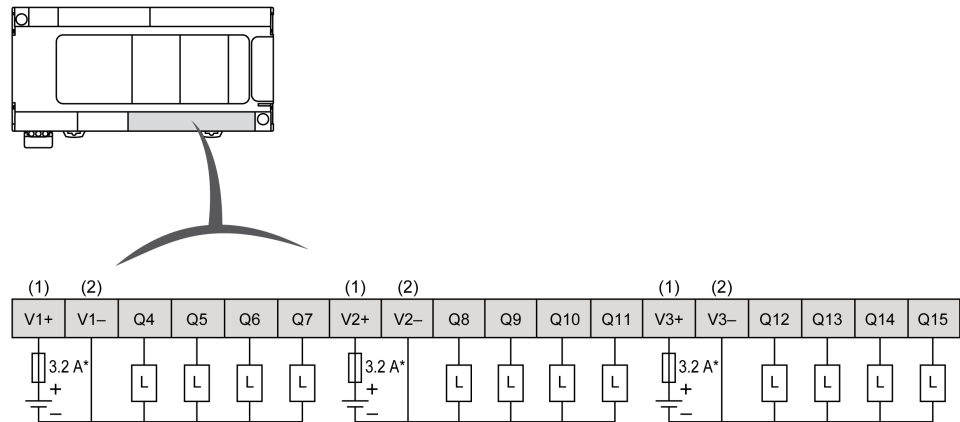 (1) (2) (1) (2) (1) (2)
V1+ V1– Q4 Q5 Q6 Q7 V2+ V2– Q8 Q9 Q10 Q11 V3+ V3– Q12 Q13 Q14 Q15
3.2 A* 3.2 A* 3.2 A*
+ L L L L + L L L L + L L L L
– – –